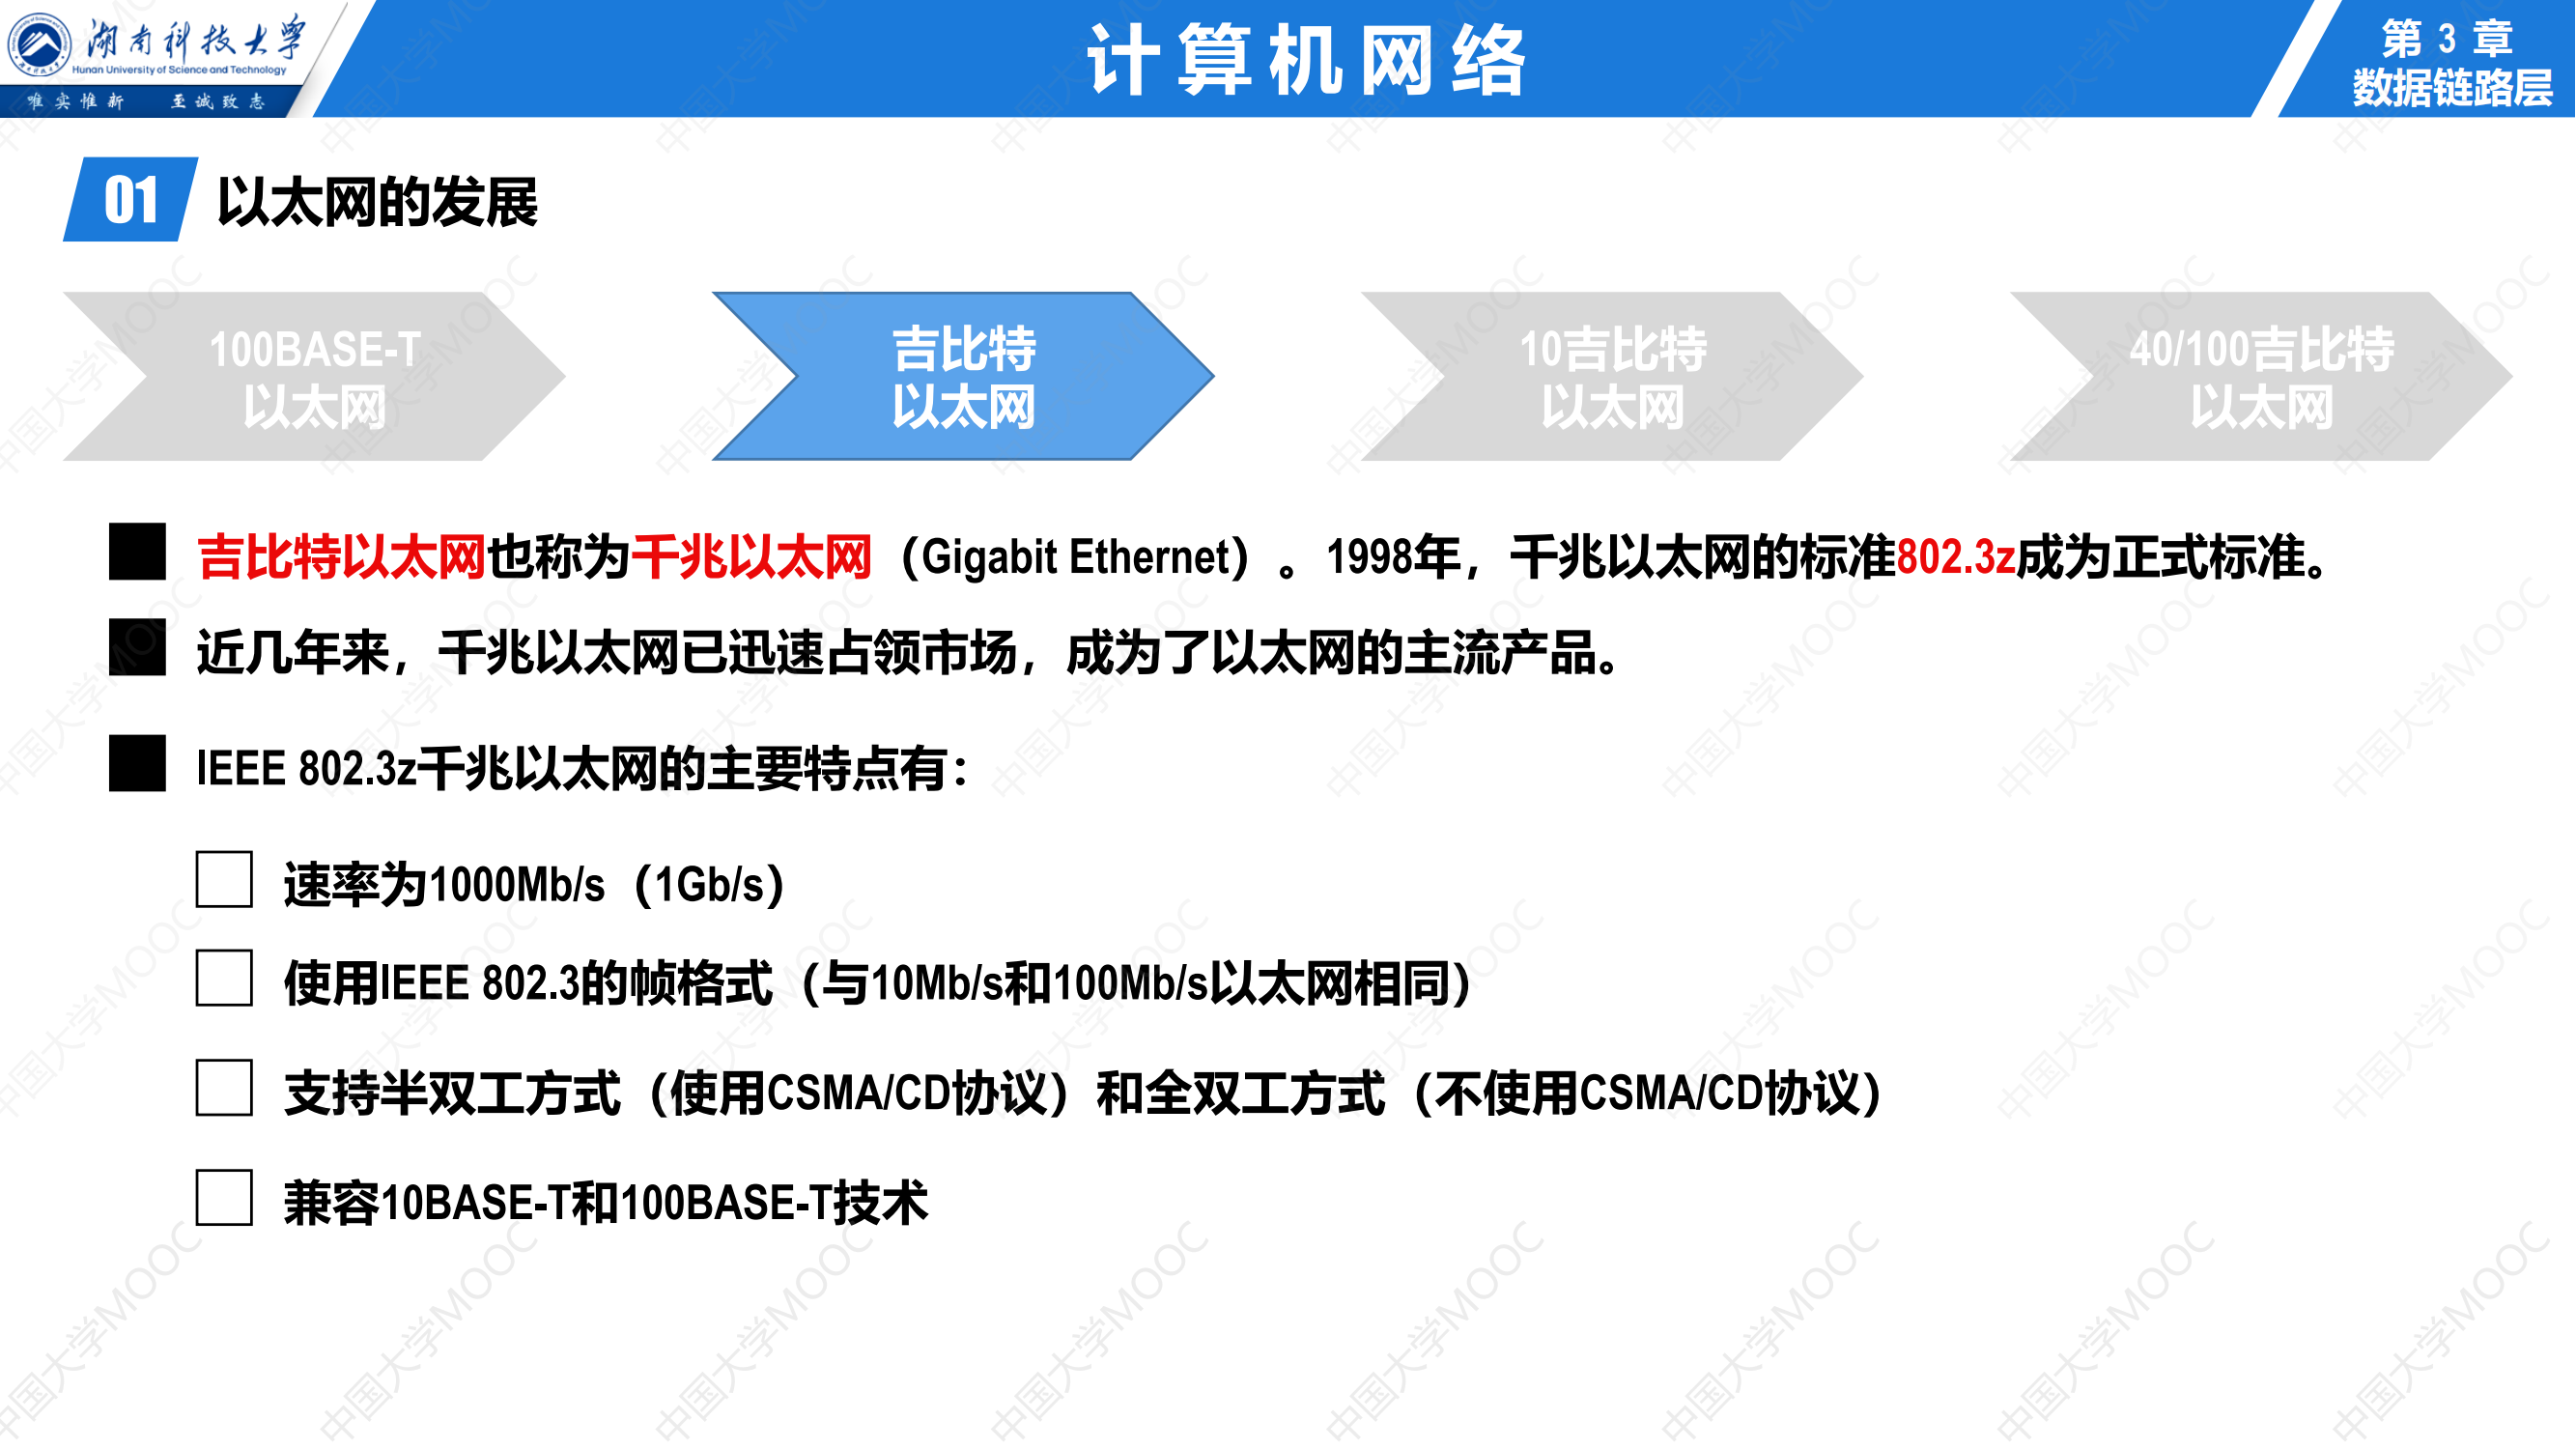 湖南科技大学
Hunan University of Science and Technology
唯实惟新 至诚致志
计算机网络
第 3 章
数据链路层
01 以太网的发展
100BASE-T
以太网
吉比特
以太网
10吉比特
以太网
40/100吉比特
以太网
吉比特以太网也称为千兆以太网（Gigabit Ethernet）。1998年，千兆以太网的标准802.3z成为正式标准。
近几年来，千兆以太网已迅速占领市场，成为了以太网的主流产品。
IEEE 802.3z千兆以太网的主要特点有：
速率为1000Mb/s（1Gb/s）
使用IEEE 802.3的帧格式（与10Mb/s和100Mb/s以太网相同）
支持半双工方式（使用CSMA/CD协议）和全双工方式（不使用CSMA/CD协议）
兼容10BASE-T和100BASE-T技术
中国大学MOOC